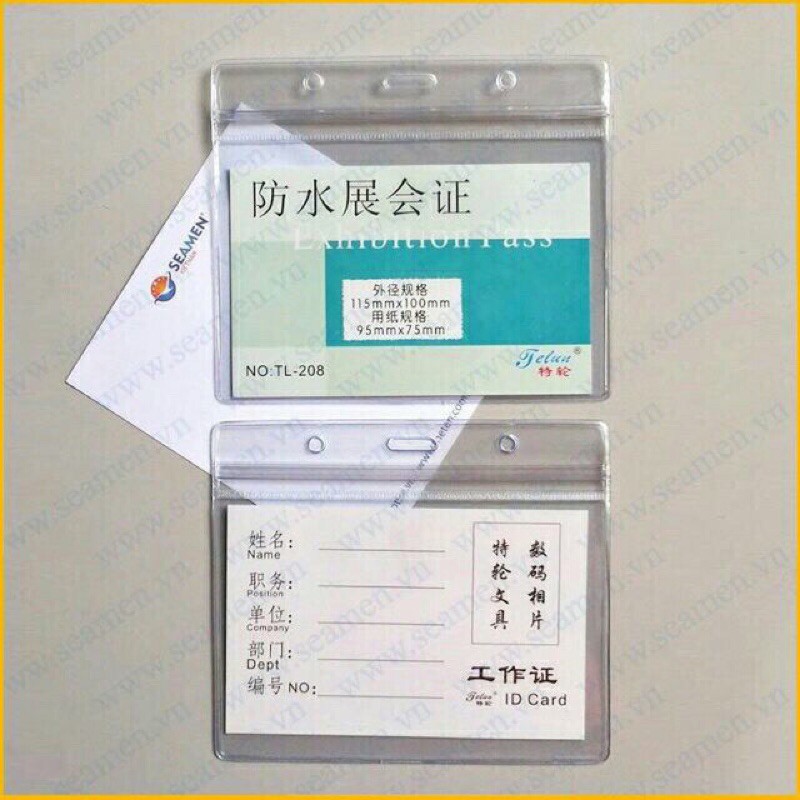 防水展会证
Exhibition Pass
外径规格
115mmx100mm
用纸规格
95mmx75mm
NO:TL-208
Telun®
特轮
SEAMEN
www.seamen.vn
姓名:
Name
职务:
Position
单位:
Company
部门:
Dept
编号NO:
数码相片
特轮文具
工作证
Telun
特轮
ID Card